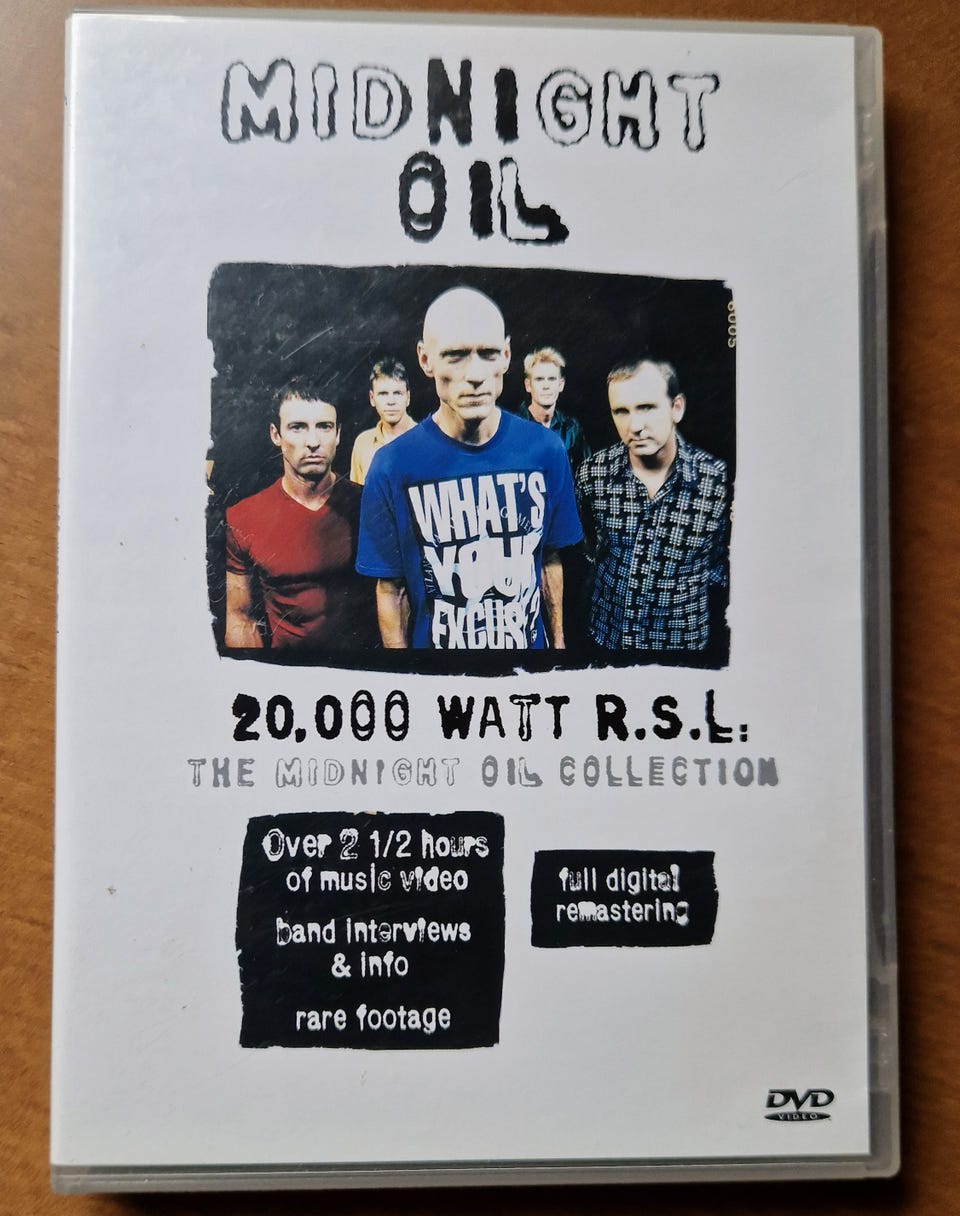 MIDNIGHT
OIL
WHAT'S
YOUR
EXCUSE?
20,000 WATT R.S.L:
THE MIDNIGHT OIL COLLECTION
Over 2 1/2 hours
of music video
band interviews
& info
rare footage
full digital
remastering
DVD
VIDEO